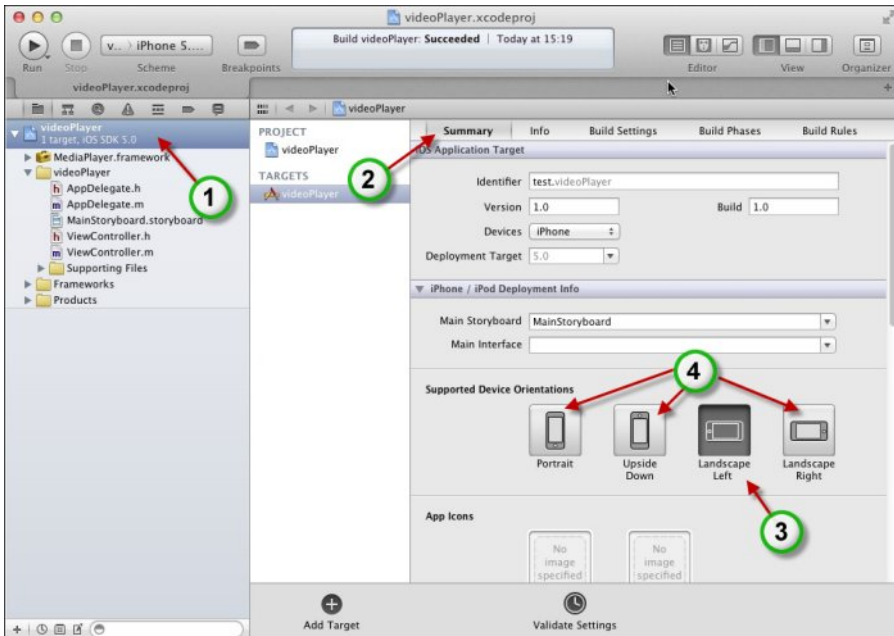 videoPlayer.xcodeproj
v.. › iPhone 5....
Build videoPlayer: Succeeded | Today at 15:19
Run Stop Scheme Breakpoints Editor View Organizer
videoPlayer.xcodeproj
videoPlayer
videoPlayer
1 target, iOS SDK 5.0
MediaPlayer.framework
videoPlayer
AppDelegate.h
AppDelegate.m
MainStoryboard.storyboard
ViewController.h
ViewController.m
Supporting Files
Frameworks
Products
1
PROJECT
videoPlayer
TARGETS
videoPlayer
2
Summary Info Build Settings Build Phases Build Rules
iOS Application Target
Identifier test.videoPlayer
Version 1.0 Build 1.0
Devices iPhone
Deployment Target 5.0
iPhone / iPod Deployment Info
Main Storyboard MainStoryboard
Main Interface
4
Supported Device Orientations
Portrait Upside Down Landscape Left Landscape Right
3
App Icons
No image specified No image specified
Add Target Validate Settings